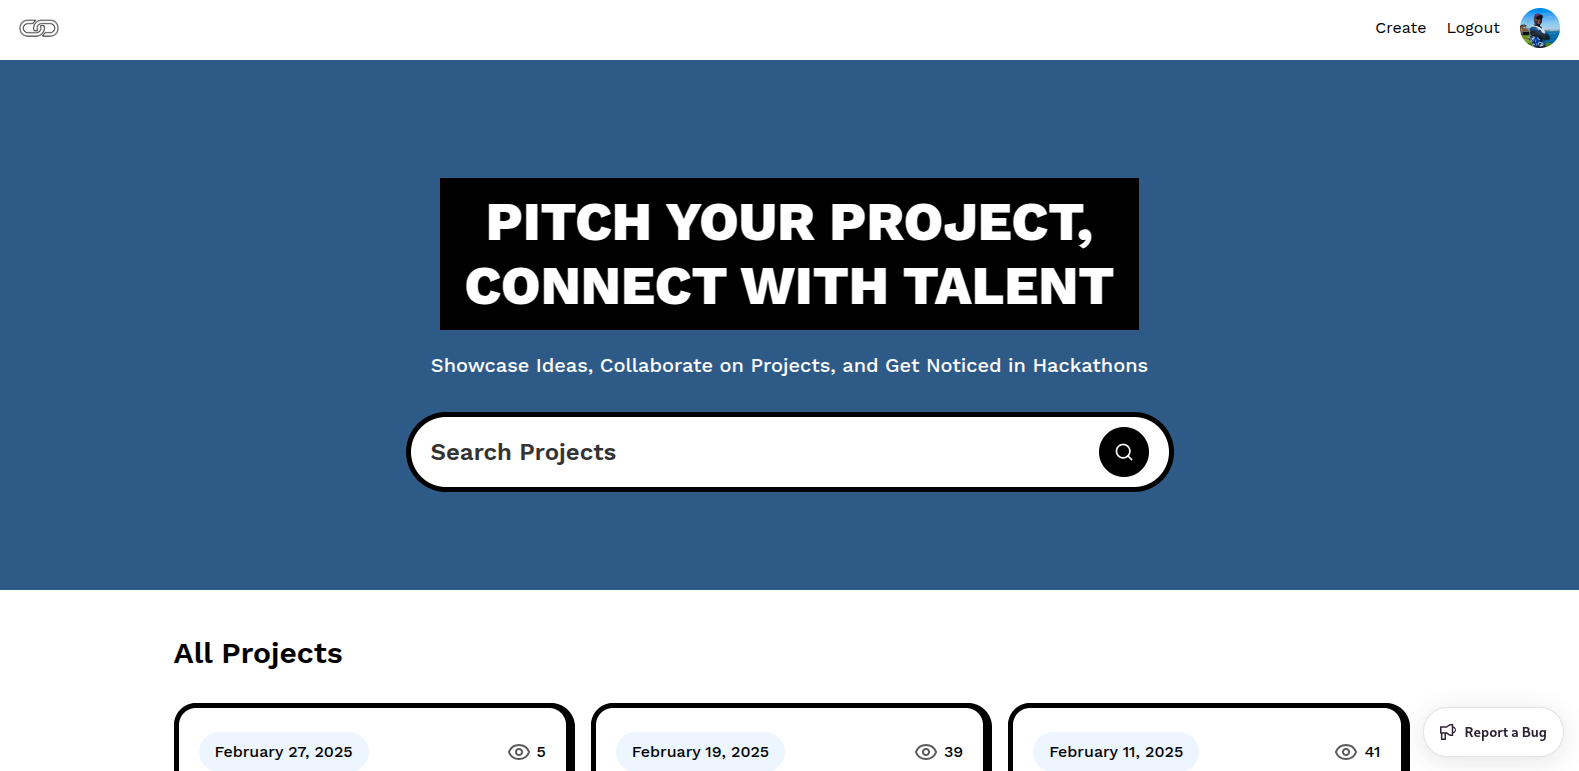 Create Logout
PITCH YOUR PROJECT,
CONNECT WITH TALENT
Showcase Ideas, Collaborate on Projects, and Get Noticed in Hackathons
Search Projects
All Projects
February 27, 2025 5
February 19, 2025 39
February 11, 2025 41
Report a Bug